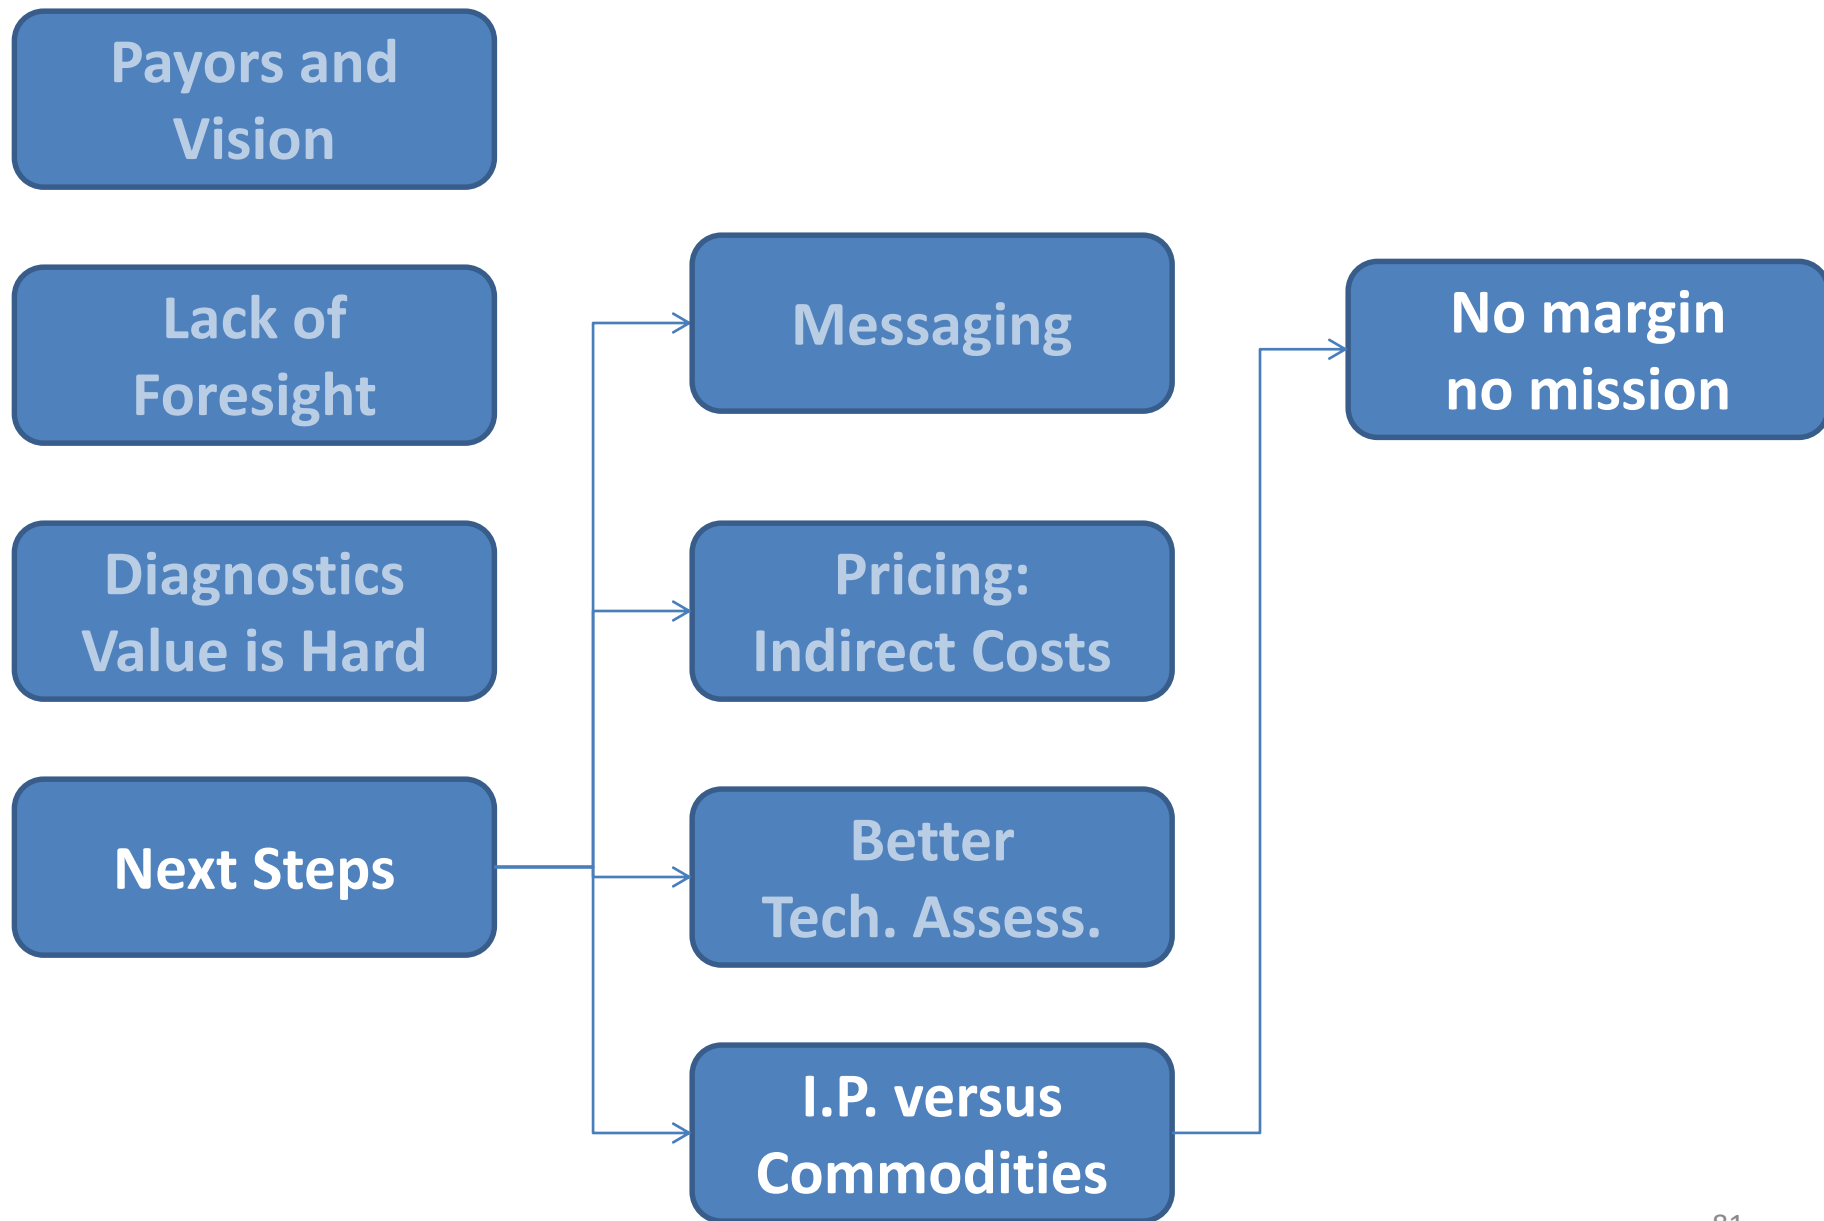 Payors and
Vision
Lack of
Foresight
Diagnostics
Value is Hard
Next Steps
Messaging
Pricing:
Indirect Costs
Better
Tech. Assess.
I.P. versus
Commodities
No margin
no mission
81